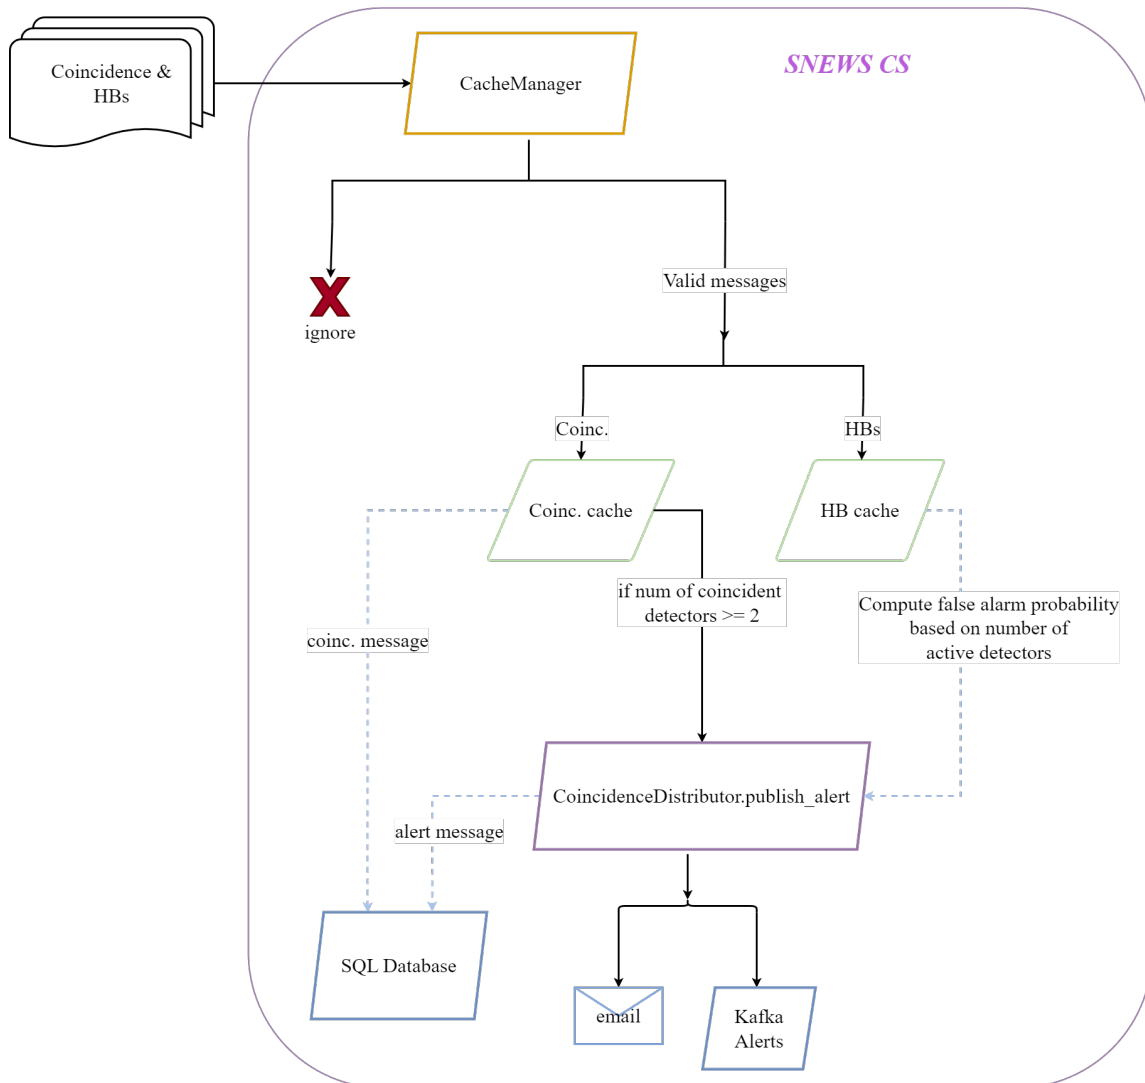 SNEWS CS
Coincidence &
HBs
CacheManager
Valid messages
ignore
Coinc.
HBs
Coinc. cache
HB cache
if num of coincident
detectors >= 2
Compute false alarm probability
based on number of
active detectors
coinc. message
CoincidenceDistributor.publish_alert
alert message
SQL Database
email
Kafka
Alerts